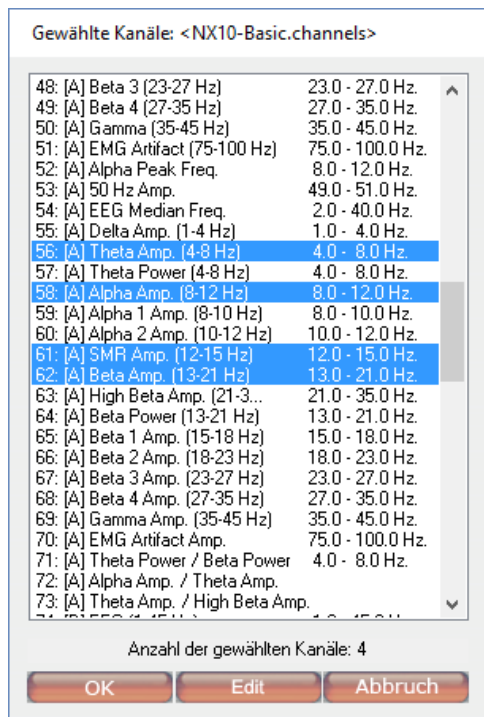 Gewählte Kanäle: <NX10-Basic.channels>
48: [A] Beta 3 (23-27 Hz) 23.0 - 27.0 Hz.
49: [A] Beta 4 (27-35 Hz) 27.0 - 35.0 Hz.
50: [A] Gamma (35-45 Hz) 35.0 - 45.0 Hz.
51: [A] EMG Artifact (75-100 Hz) 75.0 - 100.0 Hz.
52: [A] Alpha Peak Freq. 8.0 - 12.0 Hz.
53: [A] 50 Hz Amp. 49.0 - 51.0 Hz.
54: [A] EEG Median Freq. 2.0 - 40.0 Hz.
55: [A] Delta Amp. (1-4 Hz) 1.0 - 4.0 Hz.
56: [A] Theta Amp. (4-8 Hz) 4.0 - 8.0 Hz.
57: [A] Theta Power (4-8 Hz) 4.0 - 8.0 Hz.
58: [A] Alpha Amp. (8-12 Hz) 8.0 - 12.0 Hz.
59: [A] Alpha 1 Amp. (8-10 Hz) 8.0 - 10.0 Hz.
60: [A] Alpha 2 Amp. (10-12 Hz) 10.0 - 12.0 Hz.
61: [A] SMR Amp. (12-15 Hz) 12.0 - 15.0 Hz.
62: [A] Beta Amp. (13-21 Hz) 13.0 - 21.0 Hz.
63: [A] High Beta Amp. (21-3... 21.0 - 35.0 Hz.
64: [A] Beta Power (13-21 Hz) 13.0 - 21.0 Hz.
65: [A] Beta 1 Amp. (15-18 Hz) 15.0 - 18.0 Hz.
66: [A] Beta 2 Amp. (18-23 Hz) 18.0 - 23.0 Hz.
67: [A] Beta 3 Amp. (23-27 Hz) 23.0 - 27.0 Hz.
68: [A] Beta 4 Amp. (27-35 Hz) 27.0 - 35.0 Hz.
69: [A] Gamma Amp. (35-45 Hz) 35.0 - 45.0 Hz.
70: [A] EMG Artifact Amp. 75.0 - 100.0 Hz.
71: [A] Theta Power / Beta Power 4.0 - 8.0 Hz.
72: [A] Alpha Amp. / Theta Amp.
73: [A] Theta Amp. / High Beta Amp.
Anzahl der gewählten Kanäle: 4
OK Edit Abbruch